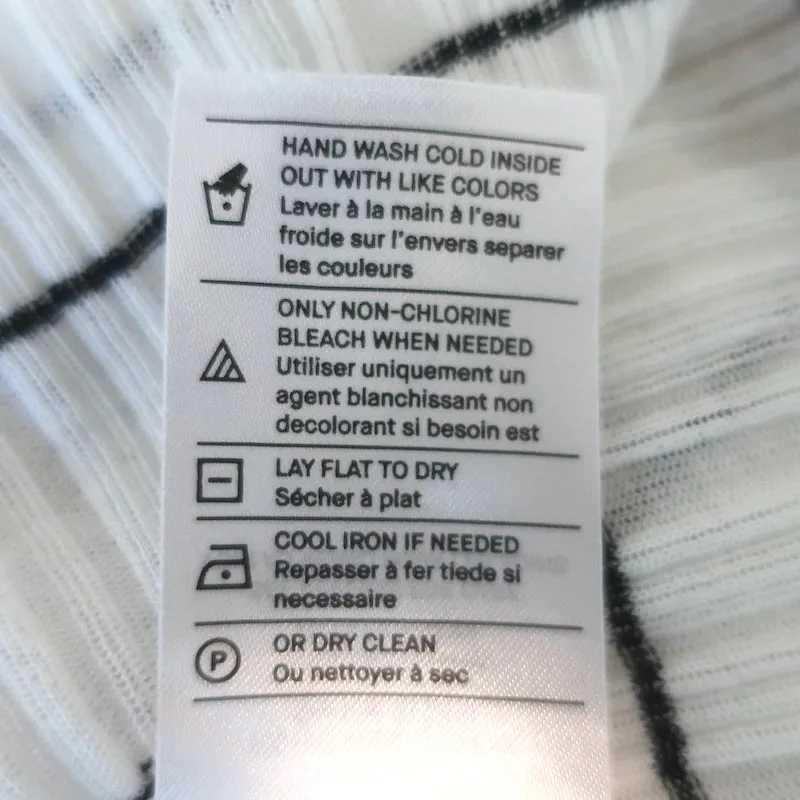 HAND WASH COLD INSIDE
OUT WITH LIKE COLORS
Laver à la main à l'eau
froide sur l'envers separer
les couleurs
ONLY NON-CHLORINE
BLEACH WHEN NEEDED
Utiliser uniquement un
agent blanchissant non
decolorant si besoin est
LAY FLAT TO DRY
Sécher à plat
COOL IRON IF NEEDED
Repasser à fer tiede si
necessaire
P
OR DRY CLEAN
Ou nettoyer à sec